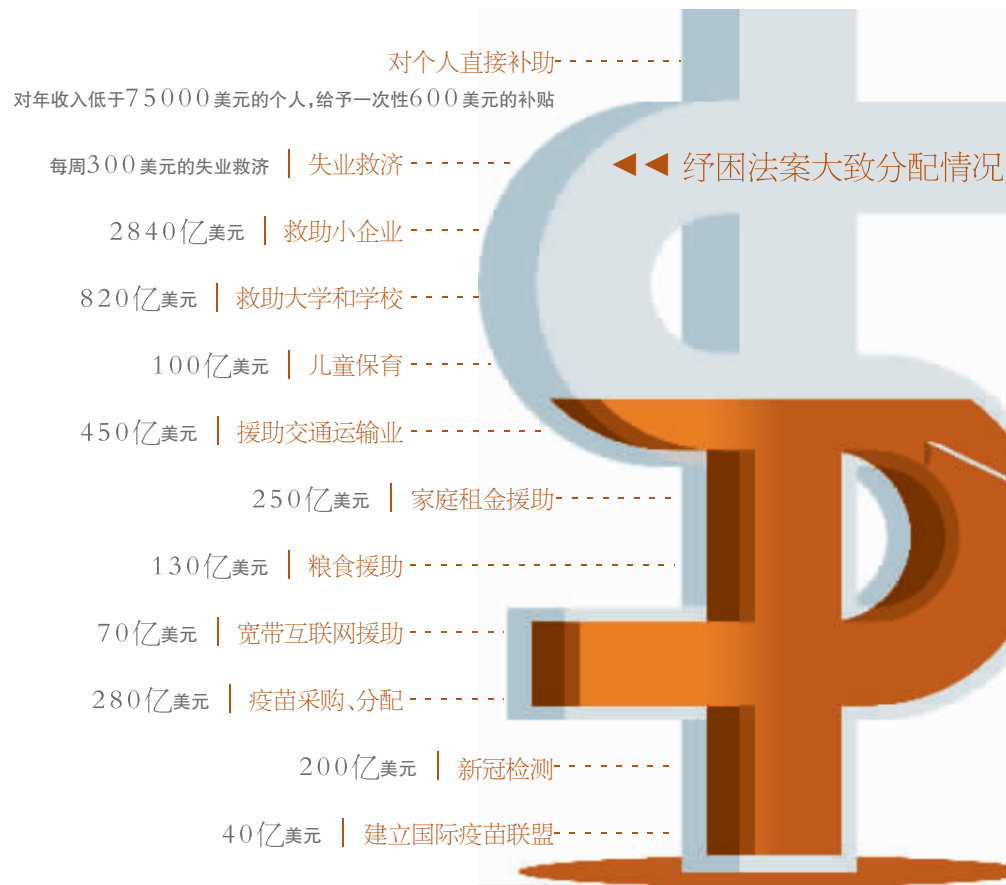 对个人直接补助
对年收入低于75000美元的个人,给予一次性600美元的补贴
纾困法案大致分配情况
每周300美元的失业救济 失业救济
2840亿美元 救助小企业
820亿美元 救助大学和学校
100亿美元 儿童保育
450亿美元 援助交通运输业
250亿美元 家庭租金援助
130亿美元 粮食援助
70亿美元 宽带互联网援助
280亿美元 疫苗采购、分配
200亿美元 新冠检测
40亿美元 建立国际疫苗联盟